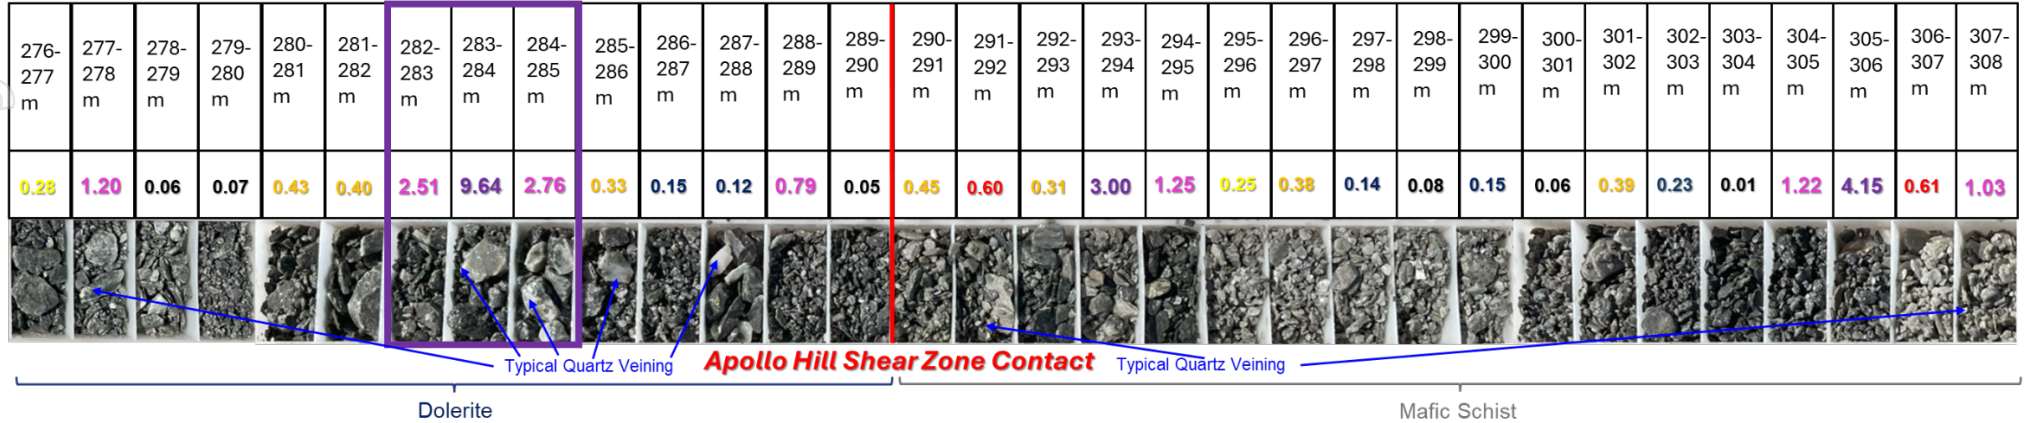 276-277 m
277-278 m
278-279 m
279-280 m
280-281 m
281-282 m
282-283 m
283-284 m
284-285 m
285-286 m
286-287 m
287-288 m
288-289 m
289-290 m
290-291 m
291-292 m
292-293 m
293-294 m
294-295 m
295-296 m
296-297 m
297-298 m
298-299 m
299-300 m
300-301 m
301-302 m
302-303 m
303-304 m
304-305 m
305-306 m
306-307 m
307-308 m
0.28 1.20 0.06 0.07 0.43 0.40 2.51 9.64 2.76 0.33 0.15 0.12 0.79 0.05 0.45 0.60 0.31 3.00 1.25 0.25 0.38 0.14 0.08 0.15 0.06 0.39 0.23 0.01 1.22 4.15 0.61 1.03
Typical Quartz Veining
Apollo Hill Shear Zone Contact
Typical Quartz Veining
Dolerite
Mafic Schist